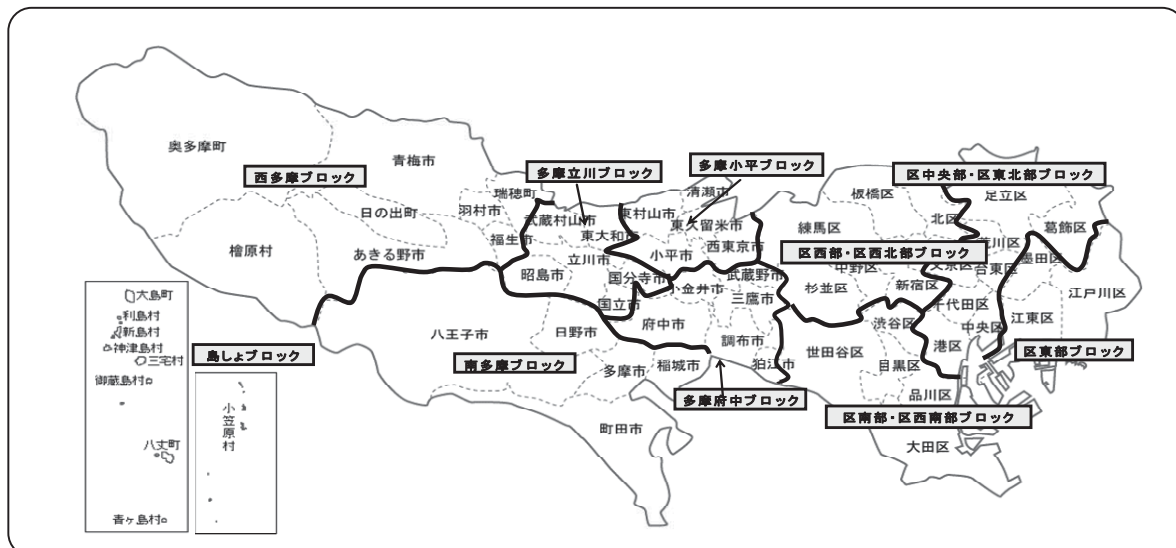 奥多摩町
青梅市
西多摩ブロック
多摩立川ブロック
多摩小平ブロック
区中央部・区東北部ブロック
日の出町
瑞穂町
羽村市
武蔵村山市
東村山市
清瀬市
板橋区
足立区
檜原村
あきる野市
福生市
東大和市
東久留米市
練馬区
北区
葛飾区
昭島市
立川市
小平市
西東京市
区西部・区西北部ブロック
荒川区
墨田区
国分寺市
小金井市
武蔵野市
中野区
文京区
台東区
江戸川区
国立市
三鷹市
杉並区
新宿区
千代田区
八王子市
日野市
府中市
調布市
世田谷区
渋谷区
中央区
江東区
港区
区東部ブロック
南多摩ブロック
多摩市
稲城市
狛江市
目黒区
多摩府中ブロック
品川区
区南部・区西南部ブロック
町田市
大田区
大島町
利島村
新島村
神津島村
三宅村
島しょブロック
御蔵島村
小笠原村
八丈町
青ヶ島村